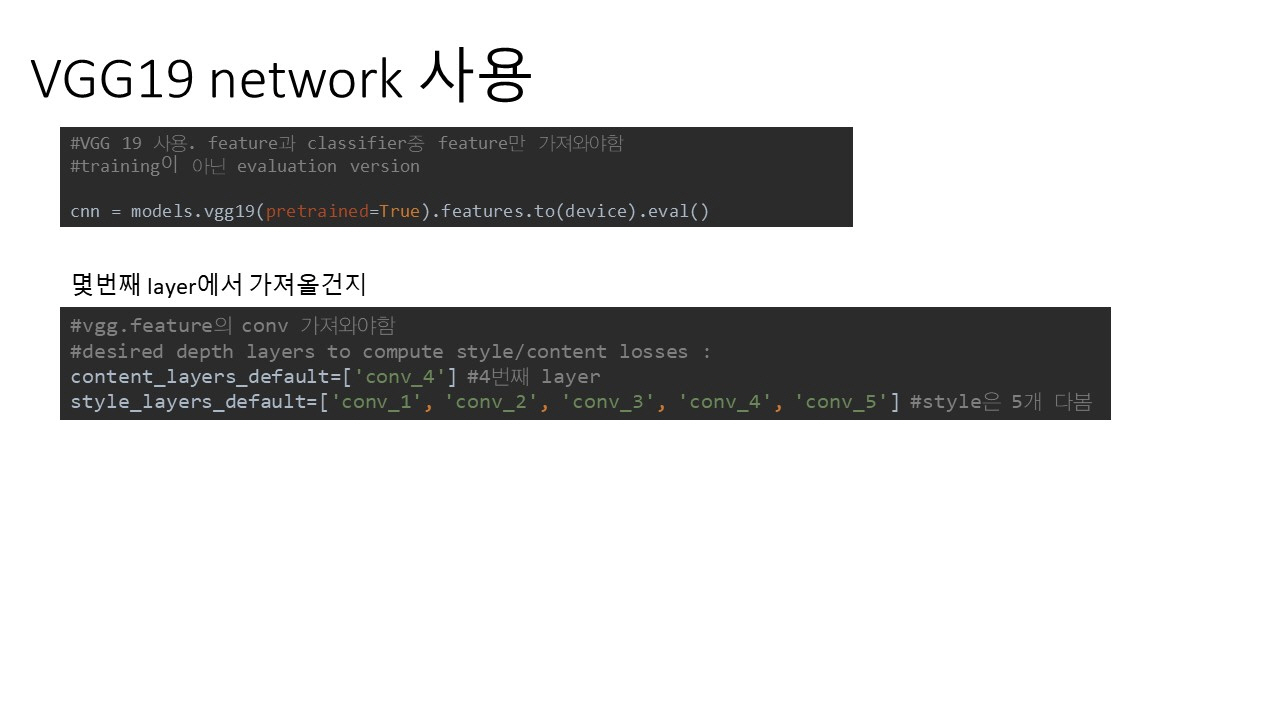 VGG19 network 사용
#VGG 19 사용. feature과 classifier중 feature만 가져와야함
#training이 아닌 evaluation version
cnn = models.vgg19(pretrained=True).features.to(device).eval()
몇번째 layer에서 가져올건지
#vgg.feature의 conv 가져와야함
#desired depth layers to compute style/content losses :
content_layers_default=['conv_4'] #4번째 layer
style_layers_default=['conv_1', 'conv_2', 'conv_3', 'conv_4', 'conv_5'] #style은 5개 다봄